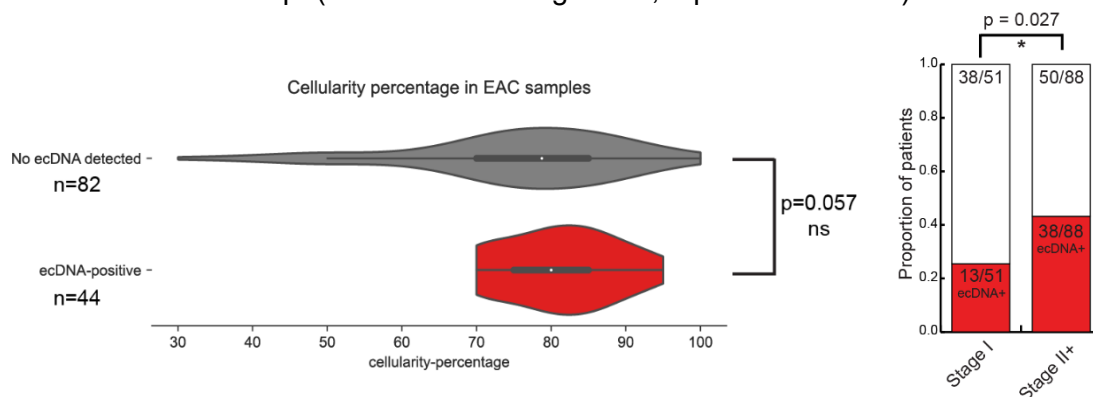 Cellularity percentage in EAC samples
No ecDNA detected
n=82
ecDNA-positive
n=44
p=0.057
ns
30 40 50 60 70 80 90 100
cellularity-percentage
p = 0.027
*
Proportion of patients
1.0
0.8
0.6
0.4
0.2
0.0
38/51
50/88
38/88
ecDNA+
13/51
ecDNA+
Stage I
Stage II+